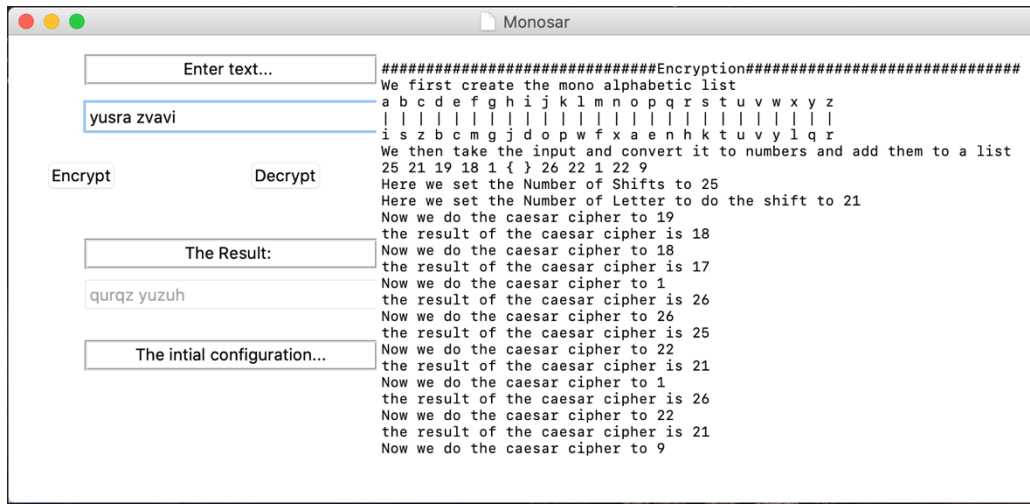 Monosar
Enter text...
yusra zvavi
Encrypt
Decrypt
The Result:
qurqz yuzuh
The intial configuration...
###############################Encryption###############################
We first create the mono alphabetic list
a b c d e f g h i j k l m n o p q r s t u v w x y z
| | | | | | | | | | | | | | | | | | | | | | | | | |
i s z b c m g j d o p w f x a e n h k t u v y l q r
We then take the input and convert it to numbers and add them to a list
25 21 19 18 1 { } 26 22 1 22 9
Here we set the Number of Shifts to 25
Here we set the Number of Letter to do the shift to 21
Now we do the caesar cipher to 19
the result of the caesar cipher is 18
Now we do the caesar cipher to 18
the result of the caesar cipher is 17
Now we do the caesar cipher to 1
the result of the caesar cipher is 26
Now we do the caesar cipher to 26
the result of the caesar cipher is 25
Now we do the caesar cipher to 22
the result of the caesar cipher is 21
Now we do the caesar cipher to 1
the result of the caesar cipher is 26
Now we do the caesar cipher to 22
the result of the caesar cipher is 21
Now we do the caesar cipher to 9